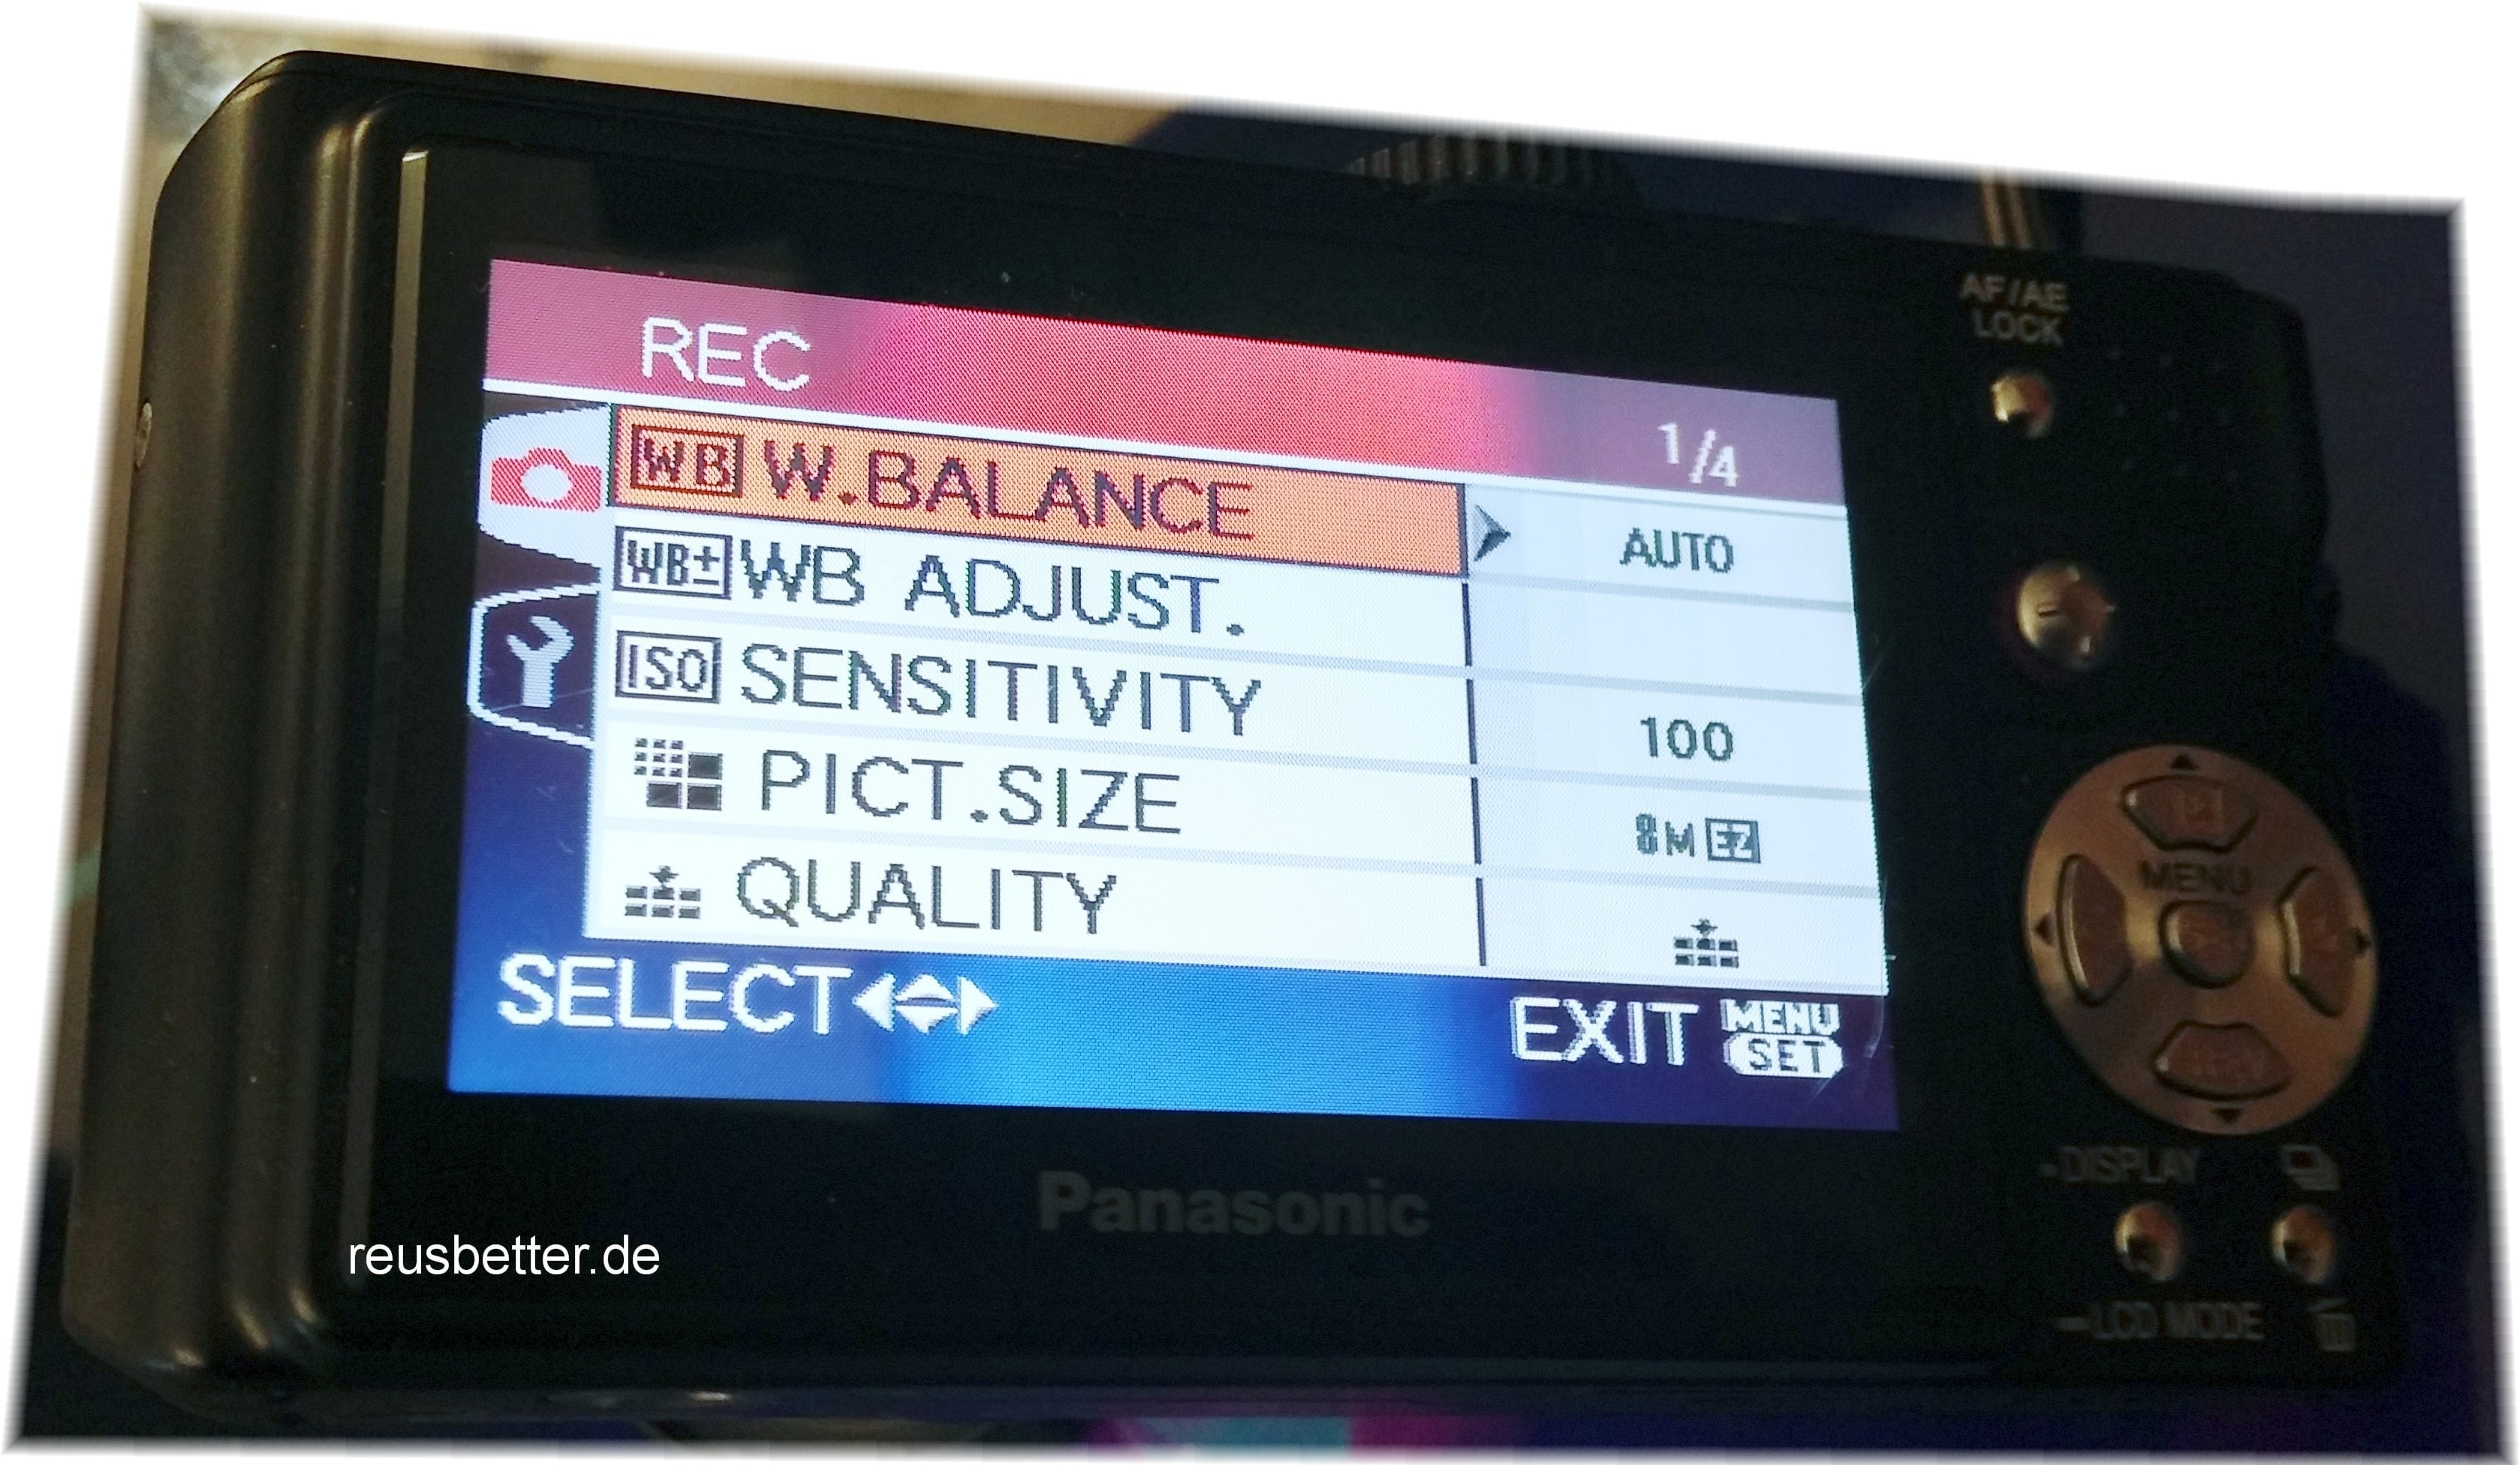 REC
1/4
WB W.BALANCE AUTO
WB± WB ADJUST.
ISO SENSITIVITY 100
PICT.SIZE 8M EZ
QUALITY
SELECT
EXIT MENU SET
Panasonic
reusbetter.de
AF/AE
LOCK
MENU
DISPLAY
LCD MODE